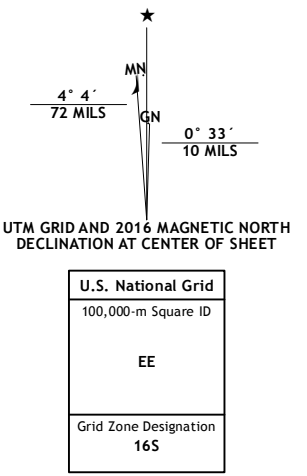 ★
MN
4° 4´
72 MILS
GN
0° 33´
10 MILS
UTM GRID AND 2016 MAGNETIC NORTH
DECLINATION AT CENTER OF SHEET
U.S. National Grid
100,000-m Square ID
EE
Grid Zone Designation
16S